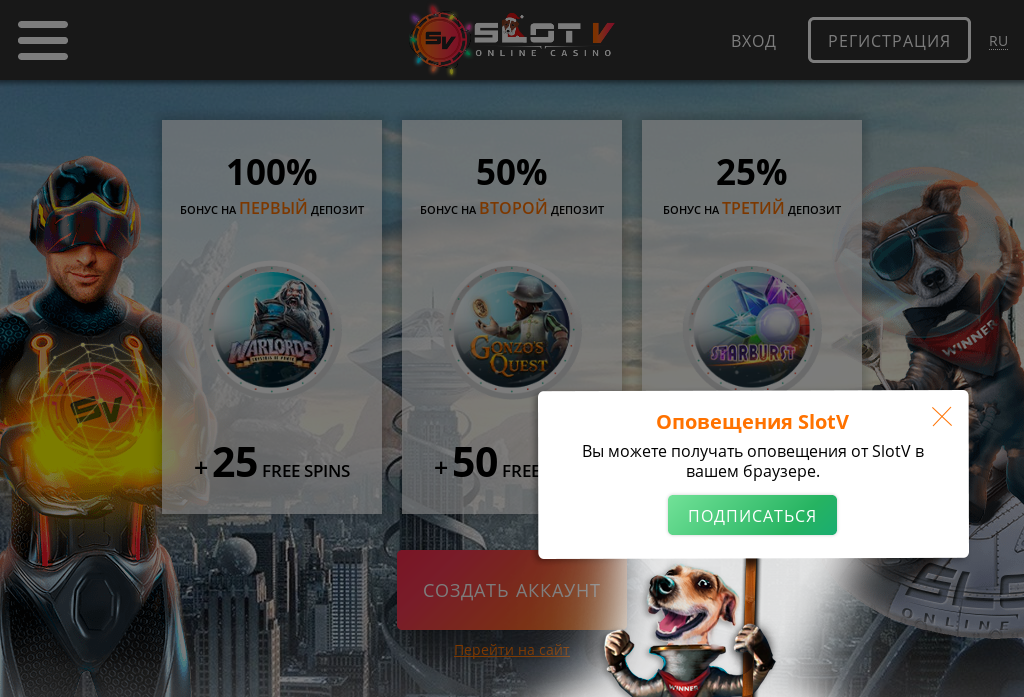 SLOT V
ONLINE CASINO
ВХОД
РЕГИСТРАЦИЯ
RU
100%
БОНУС НА ПЕРВЫЙ ДЕПОЗИТ
50%
БОНУС НА ВТОРОЙ ДЕПОЗИТ
25%
БОНУС НА ТРЕТИЙ ДЕПОЗИТ
WARLORDS
GONZO'S
QUEST
STARBURST
WINNER
SV
+ 25 FREE SPINS
+ 50 FREE
Оповещения SlotV
Вы можете получать оповещения от SlotV в
вашем браузере.
ПОДПИСАТЬСЯ
СОЗДАТЬ АККАУНТ
Перейти на сайт
WINNER
SLO
ONLINE